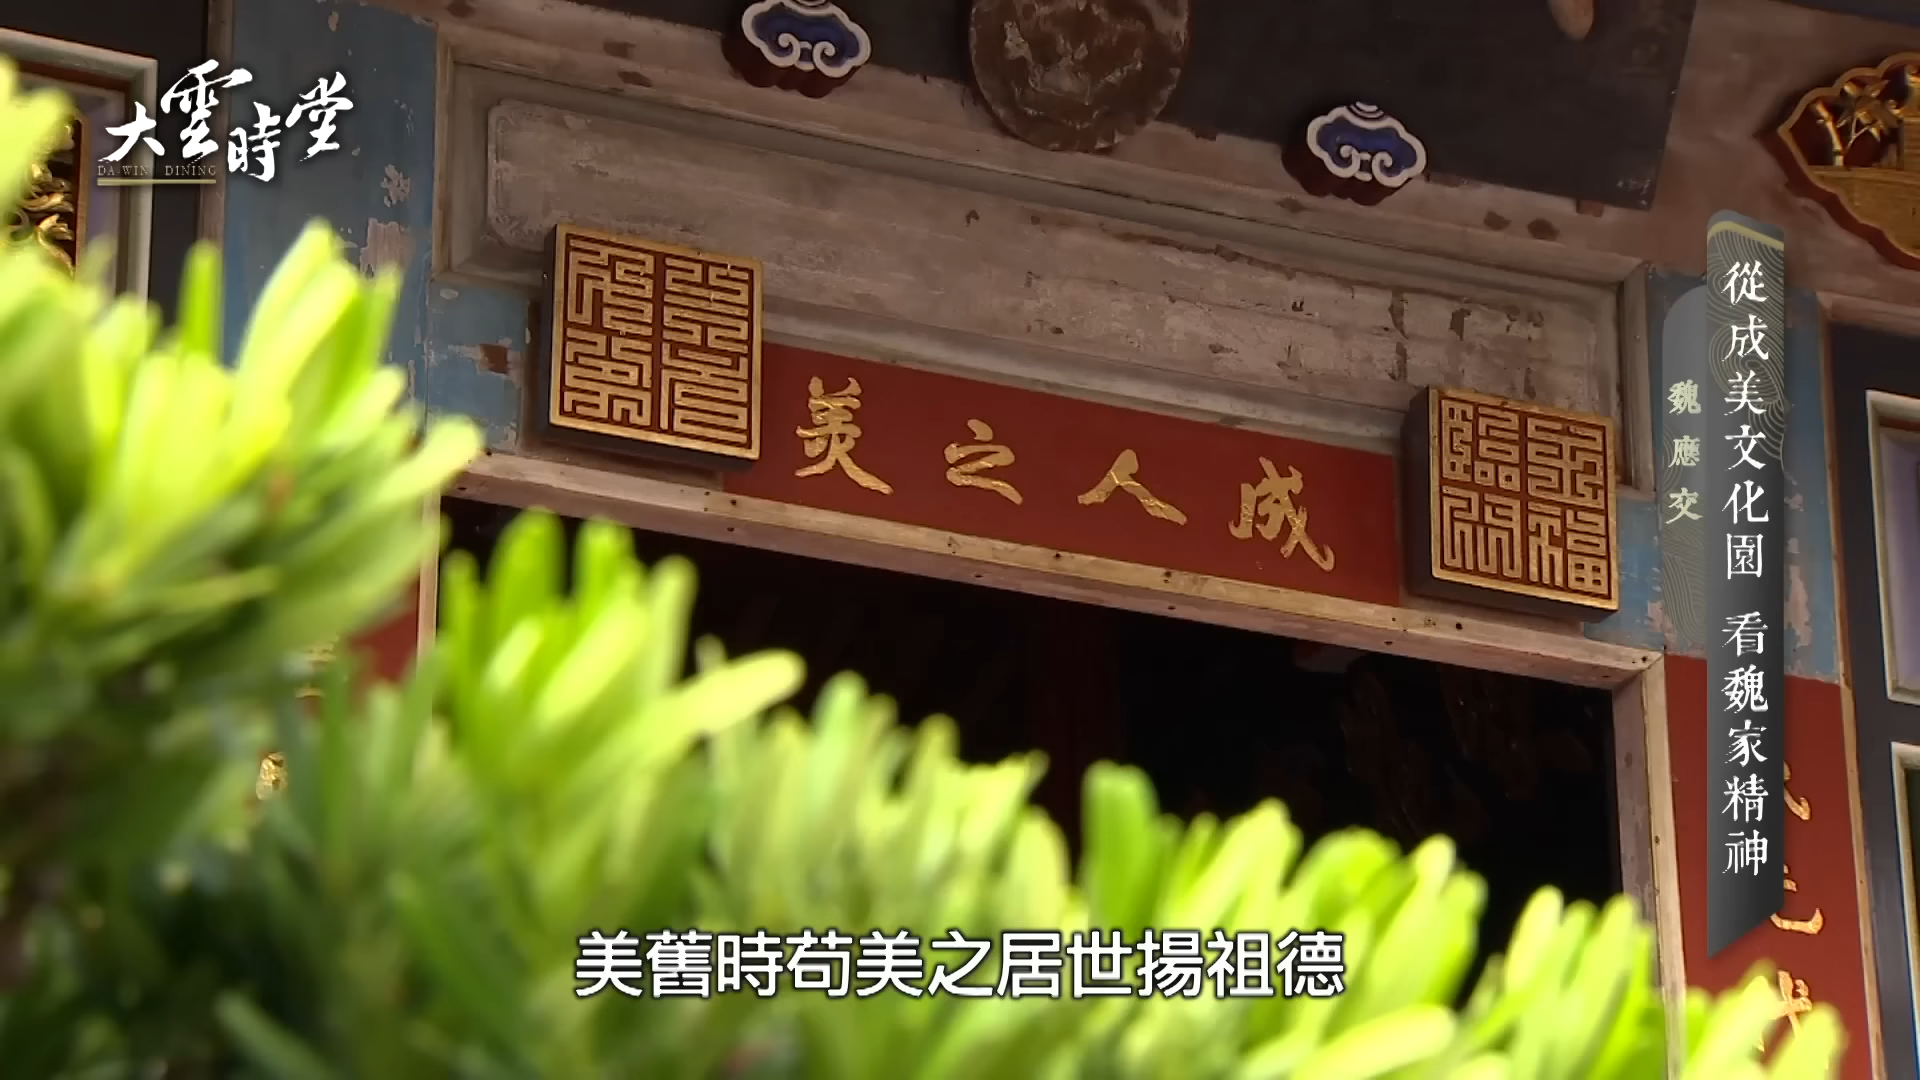 大雲時堂
DA-WIN DINING
成人之美
從成美文化園 看魏家精神
魏應交
美舊時苟美之居世揚祖德